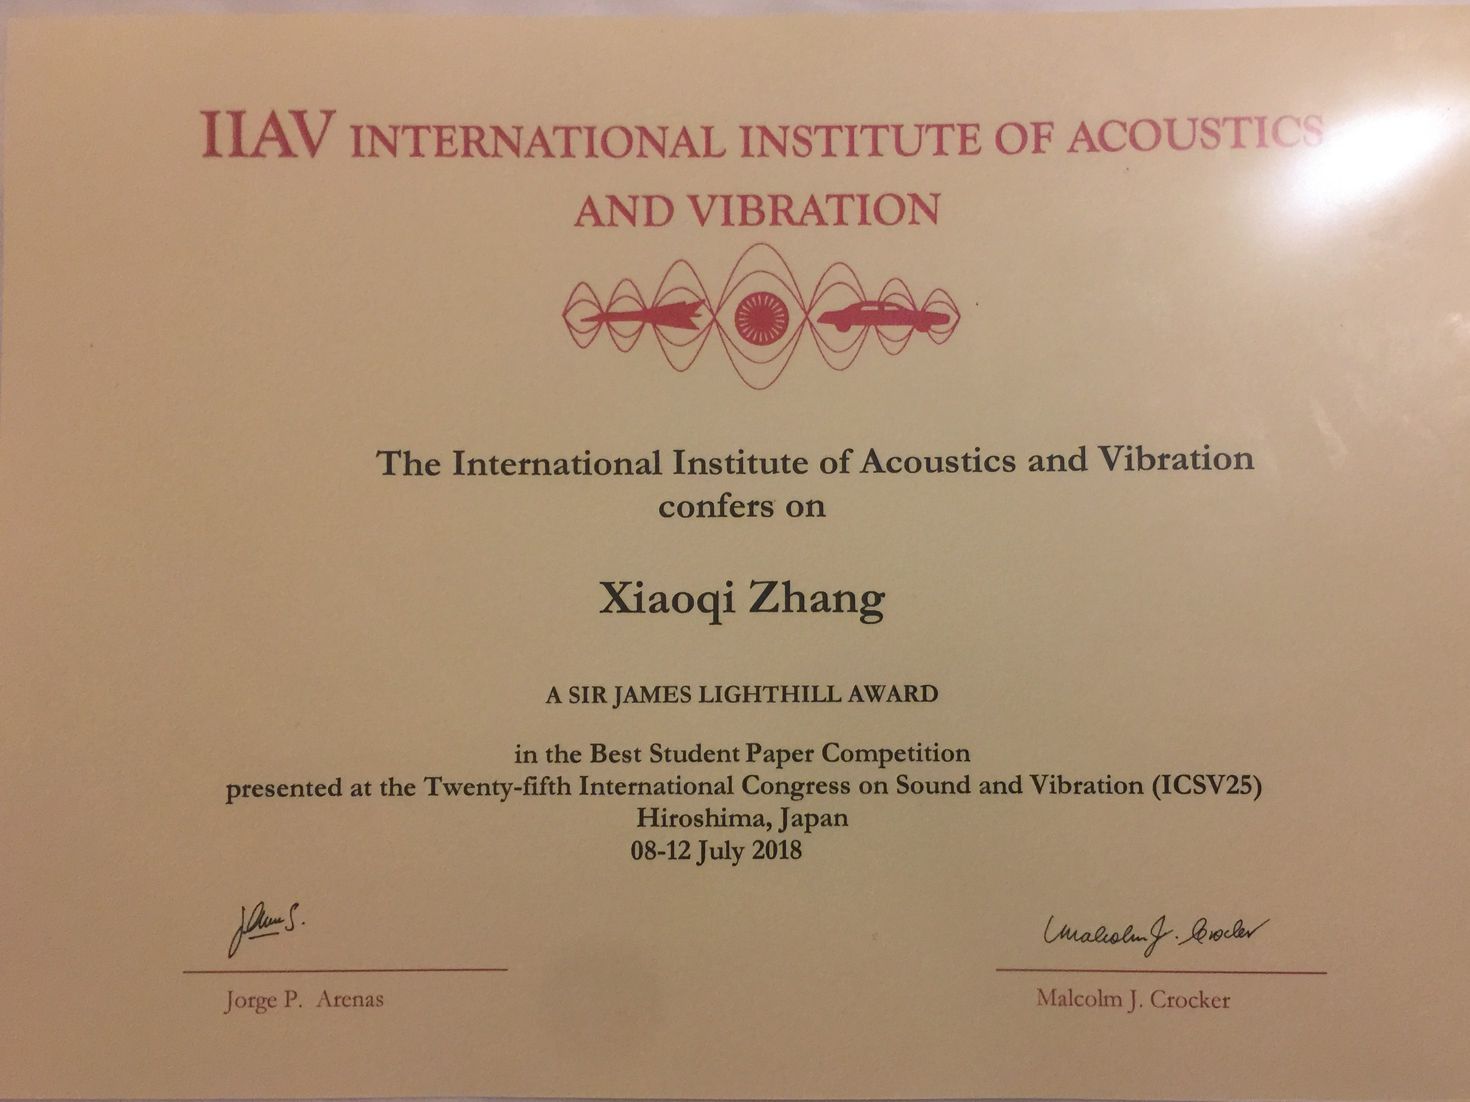 IIAV INTERNATIONAL INSTITUTE OF ACOUSTICS
AND VIBRATION
The International Institute of Acoustics and Vibration
confers on
Xiaoqi Zhang
A SIR JAMES LIGHTHILL AWARD
in the Best Student Paper Competition
presented at the Twenty-fifth International Congress on Sound and Vibration (ICSV25)
Hiroshima, Japan
08-12 July 2018
Malcolm J. Crocker
Jorge P. Arenas
Malcolm J. Crocker